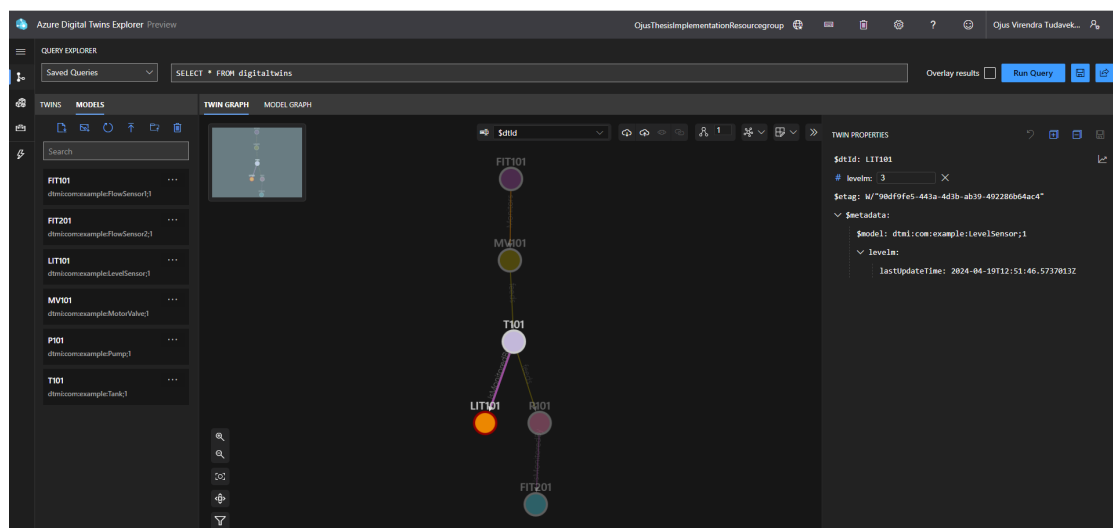 Azure Digital Twins Explorer Preview
OjusThesisImplementationResourcegroup
?
Ojus Virendra Tudavek...
QUERY EXPLORER
Saved Queries
SELECT * FROM digitaltwins
Overlay results
Run Query
TWINS MODELS
TWIN GRAPH MODEL GRAPH
Search
FIT101
dtmi:com:example:FlowSensor1;1
FIT201
dtmi:com:example:FlowSensor2;1
LIT101
dtmi:com:example:LevelSensor;1
MV101
dtmi:com:example:MotorValve;1
P101
dtmi:com:example:Pump;1
T101
dtmi:com:example:Tank;1
$dtId
1
FIT101
MV101
T101
LIT101
P101
FIT201
TWIN PROPERTIES
$dtId: LIT101
# levelm: 3
$etag: W/"90df9fe5-443a-4d3b-ab39-492286b64ac4"
$metadata:
$model: dtmi:com:example:LevelSensor;1
levelm:
lastUpdateTime: 2024-04-19T12:51:46.5737013Z